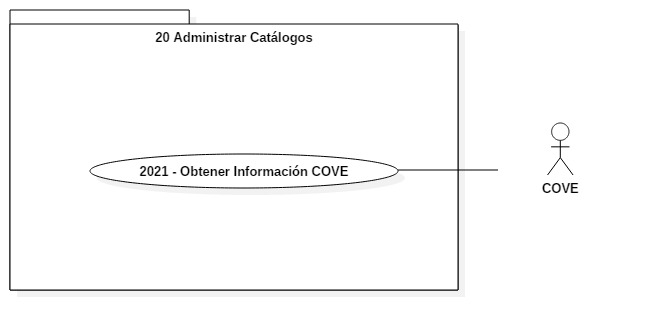 20 Administrar Catálogos
2021 - Obtener Información COVE
COVE